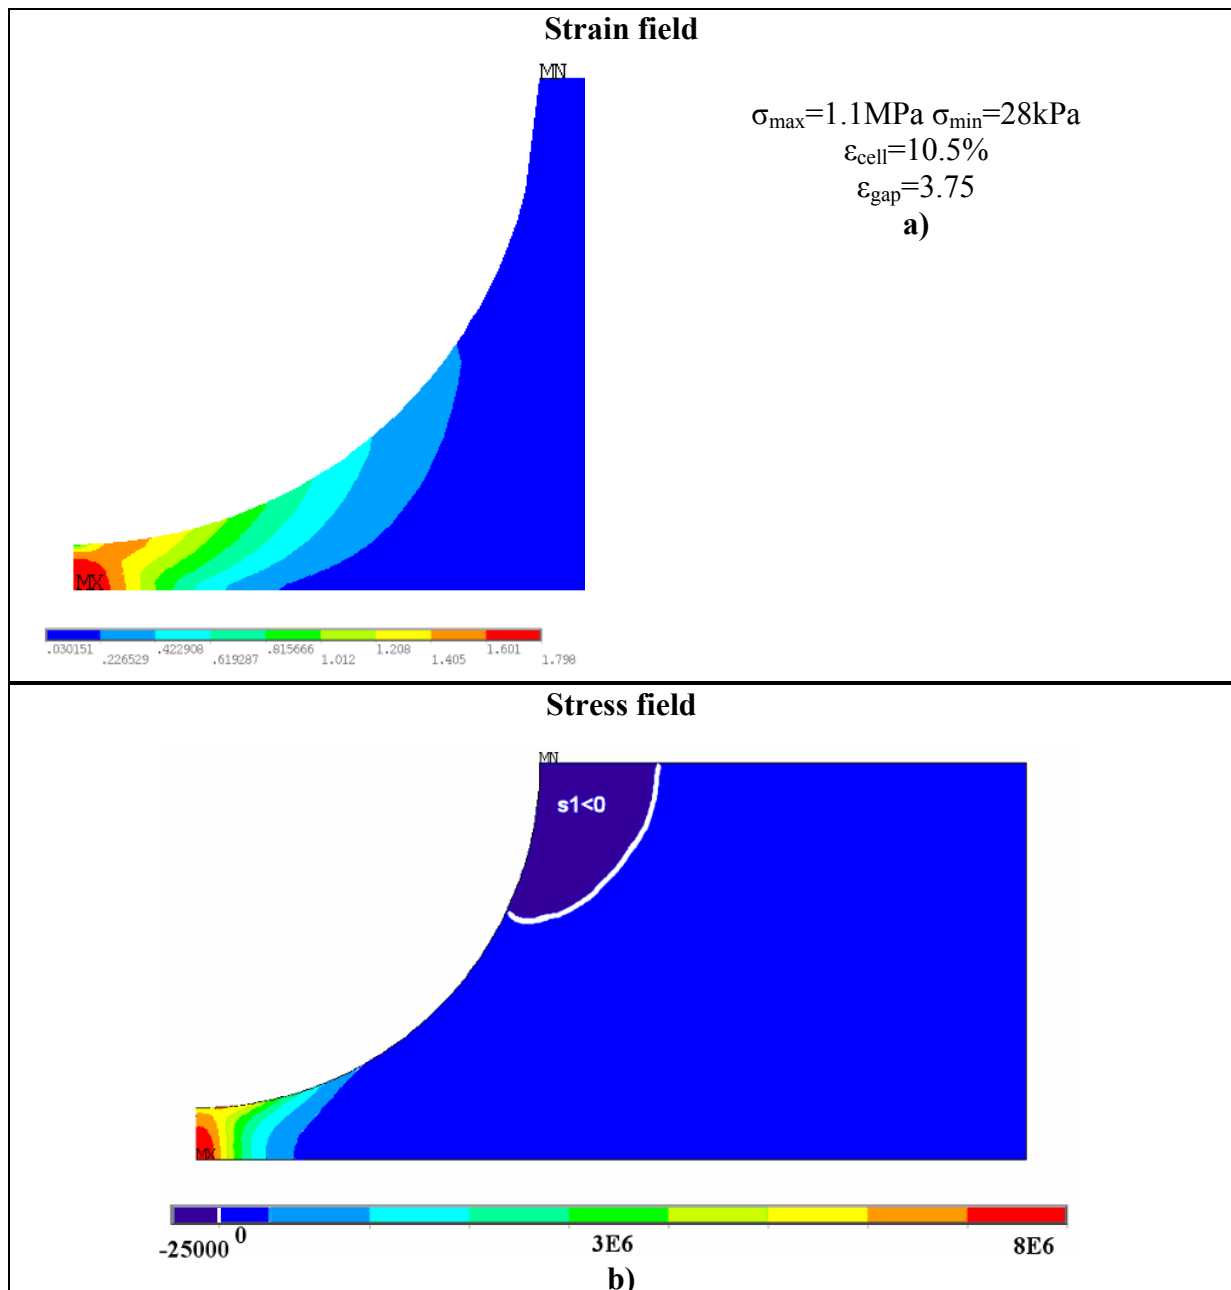 Strain field
MN
σmax=1.1MPa σmin=28kPa
εcell=10.5%
εgap=3.75
a)
MX
.030151 .422908 .815666 1.208 1.601
.226529 .619287 1.012 1.405 1.798
Stress field
MN
s1<0
MX
-25000 0 3E6 8E6
b)